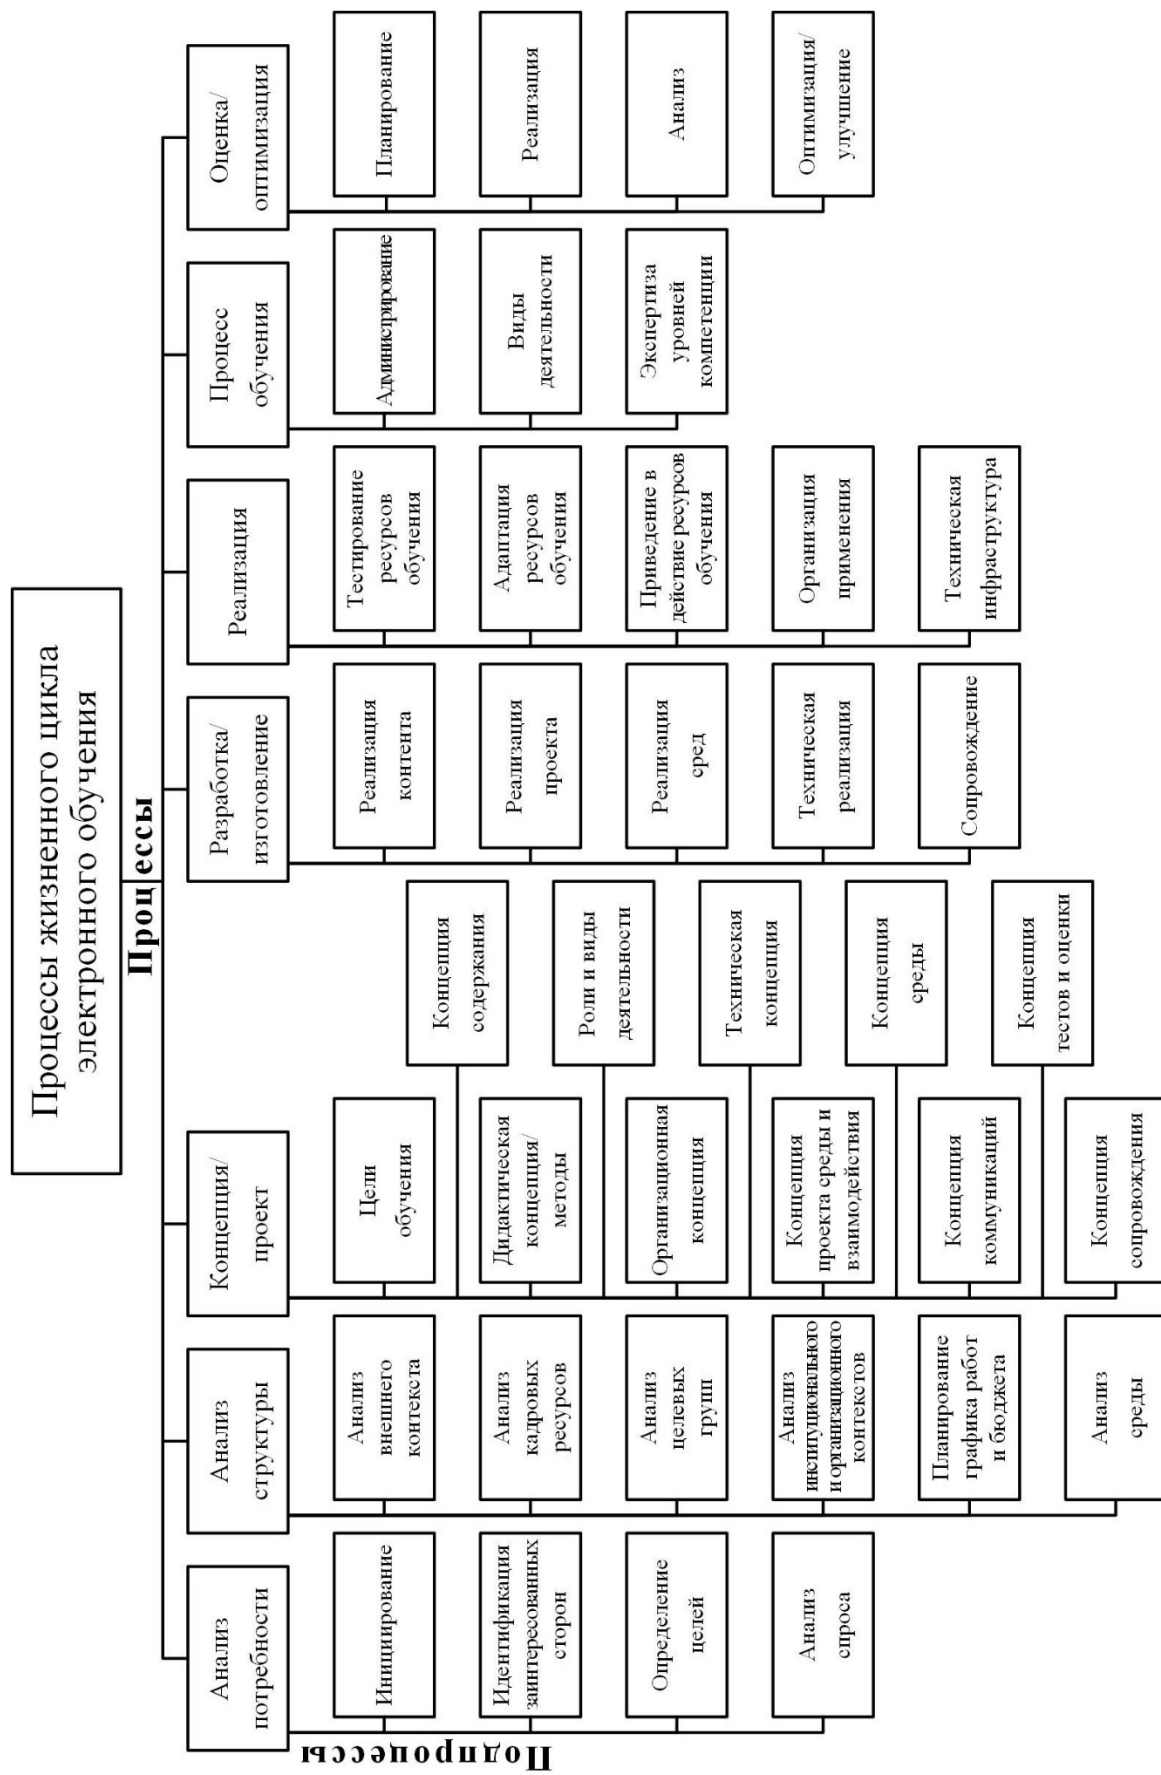 Процессы жизненного цикла
электронного обучения
Процессы
Подпроцессы
Анализ
потребности
Инициирование
Идентификация
заинтересованных
сторон
Определение
целей
Анализ
спроса
Анализ
структуры
Анализ
внешнего
контекста
Анализ
кадровых
ресурсов
Анализ
целевых
групп
Анализ
институционального
и организационного
контекстов
Планирование
графика работ
и бюджета
Анализ
среды
Концепция/
проект
Цели
обучения
Концепция
содержания
Дидактическая
концепция/
методы
Роли и виды
деятельности
Организационная
концепция
Техническая
концепция
Концепция
проекта среды и
взаимодействия
Концепция
среды
Концепция
коммуникаций
Концепция
тестов и оценки
Концепция
сопровождения
Разработка/
изготовление
Реализация
контента
Реализация
проекта
Реализация
сред
Техническая
реализация
Сопровождение
Реализация
Тестирование
ресурсов
обучения
Адаптация
ресурсов
обучения
Приведение в
действие ресурсов
обучения
Организация
применения
Техническая
инфраструктура
Процесс
обучения
Администрирование
Виды
деятельности
Экспертиза
уровней
компетенции
Оценка/
оптимизация
Планирование
Реализация
Анализ
Оптимизация/
улучшение